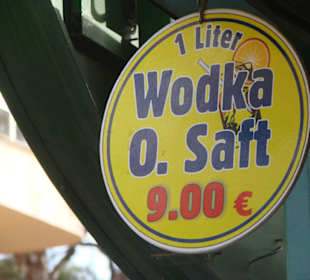 1 Liter
Wodka
O. Saft
9.00 €